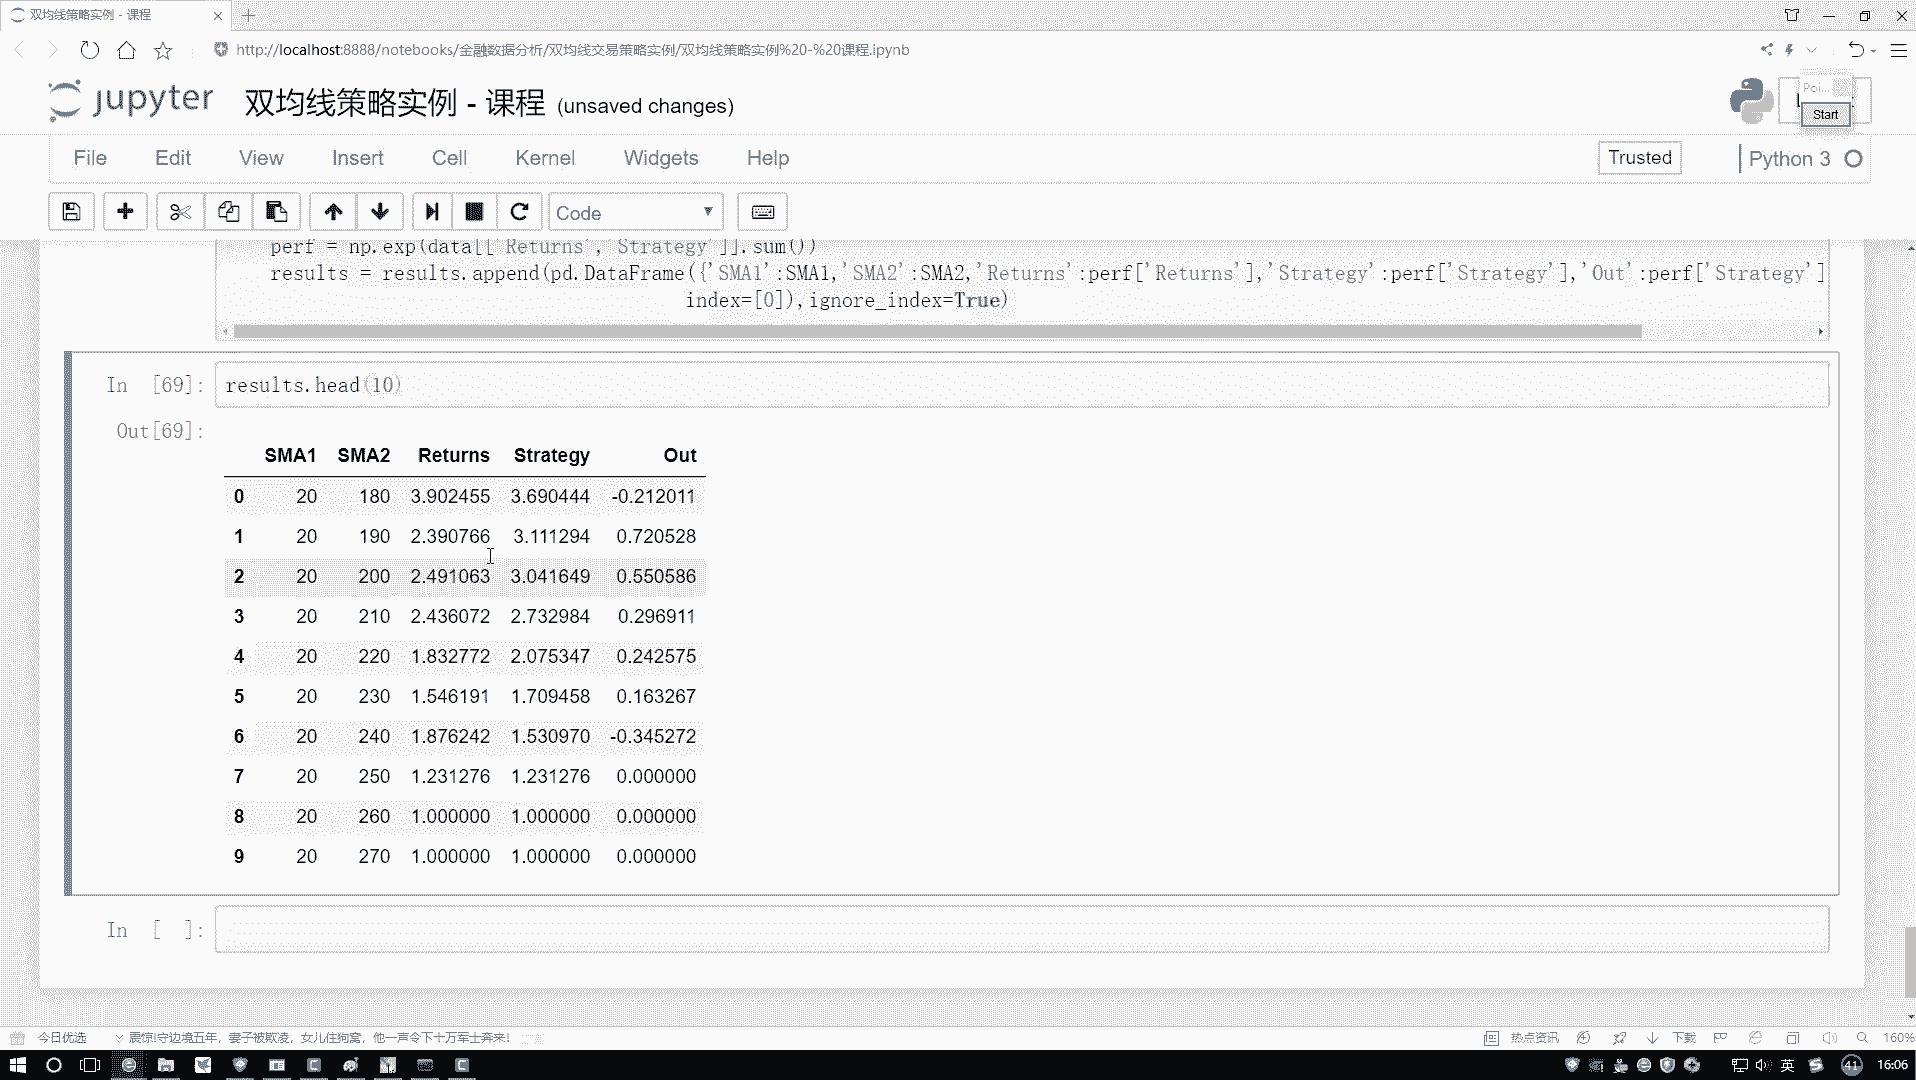 双均线策略实例 - 课程
http://localhost:8888/notebooks/金融数据分析/双均线交易策略实例/双均线策略实例%20-%20课程.ipynb
jupyter 双均线策略实例 - 课程 (unsaved changes)
Poi...
Start
File Edit View Insert Cell Kernel Widgets Help Trusted Python 3
Code
perf = np.exp(data[['Returns','Strategy']].sum())
results = results.append(pd.DataFrame({'SMA1':SMA1,'SMA2':SMA2,'Returns':perf['Returns'],'Strategy':perf['Strategy'],'Out':perf['Strategy']
index=[0]),ignore_index=True)
In [69]: results.head(10)
Out[69]:
SMA1 SMA2 Returns Strategy Out
0 20 180 3.902455 3.690444 -0.212011
1 20 190 2.390766 3.111294 0.720528
2 20 200 2.491063 3.041649 0.550586
3 20 210 2.436072 2.732984 0.296911
4 20 220 1.832772 2.075347 0.242575
5 20 230 1.546191 1.709458 0.163267
6 20 240 1.876242 1.530970 -0.345272
7 20 250 1.231276 1.231276 0.000000
8 20 260 1.000000 1.000000 0.000000
9 20 270 1.000000 1.000000 0.000000
In [ ]:
今日优选 震惊!守边境五年，妻子被欺凌，女儿住狗窝，他一声令下十万军士奔来! 热点资讯 下载 160%
英 41 16:06